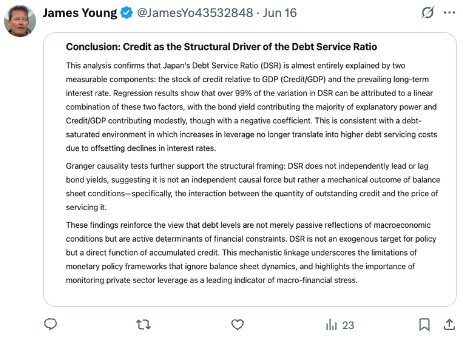 James Young @JamesYo43532848 · Jun 16
Conclusion: Credit as the Structural Driver of the Debt Service Ratio
This analysis confirms that Japan's Debt Service Ratio (DSR) is almost entirely explained by two
measurable components: the stock of credit relative to GDP (Credit/GDP) and the prevailing long-term
interest rate. Regression results show that over 99% of the variation in DSR can be attributed to a linear
combination of these two factors, with the bond yield contributing the majority of explanatory power and
Credit/GDP contributing modestly, though with a negative coefficient. This is consistent with a debt-
saturated environment in which increases in leverage no longer translate into higher debt servicing costs
due to offsetting declines in interest rates.
Granger causality tests further support the structural framing: DSR does not independently lead or lag
bond yields, suggesting it is not an independent causal force but rather a mechanical outcome of balance
sheet conditions—specifically, the interaction between the quantity of outstanding credit and the price of
servicing it.
These findings reinforce the view that debt levels are not merely passive reflections of macroeconomic
conditions but are active determinants of financial constraints. DSR is not an exogenous target for policy
but a direct function of accumulated credit. This mechanistic linkage underscores the limitations of
monetary policy frameworks that ignore balance sheet dynamics, and highlights the importance of
monitoring private sector leverage as a leading indicator of macro-financial stress.
23